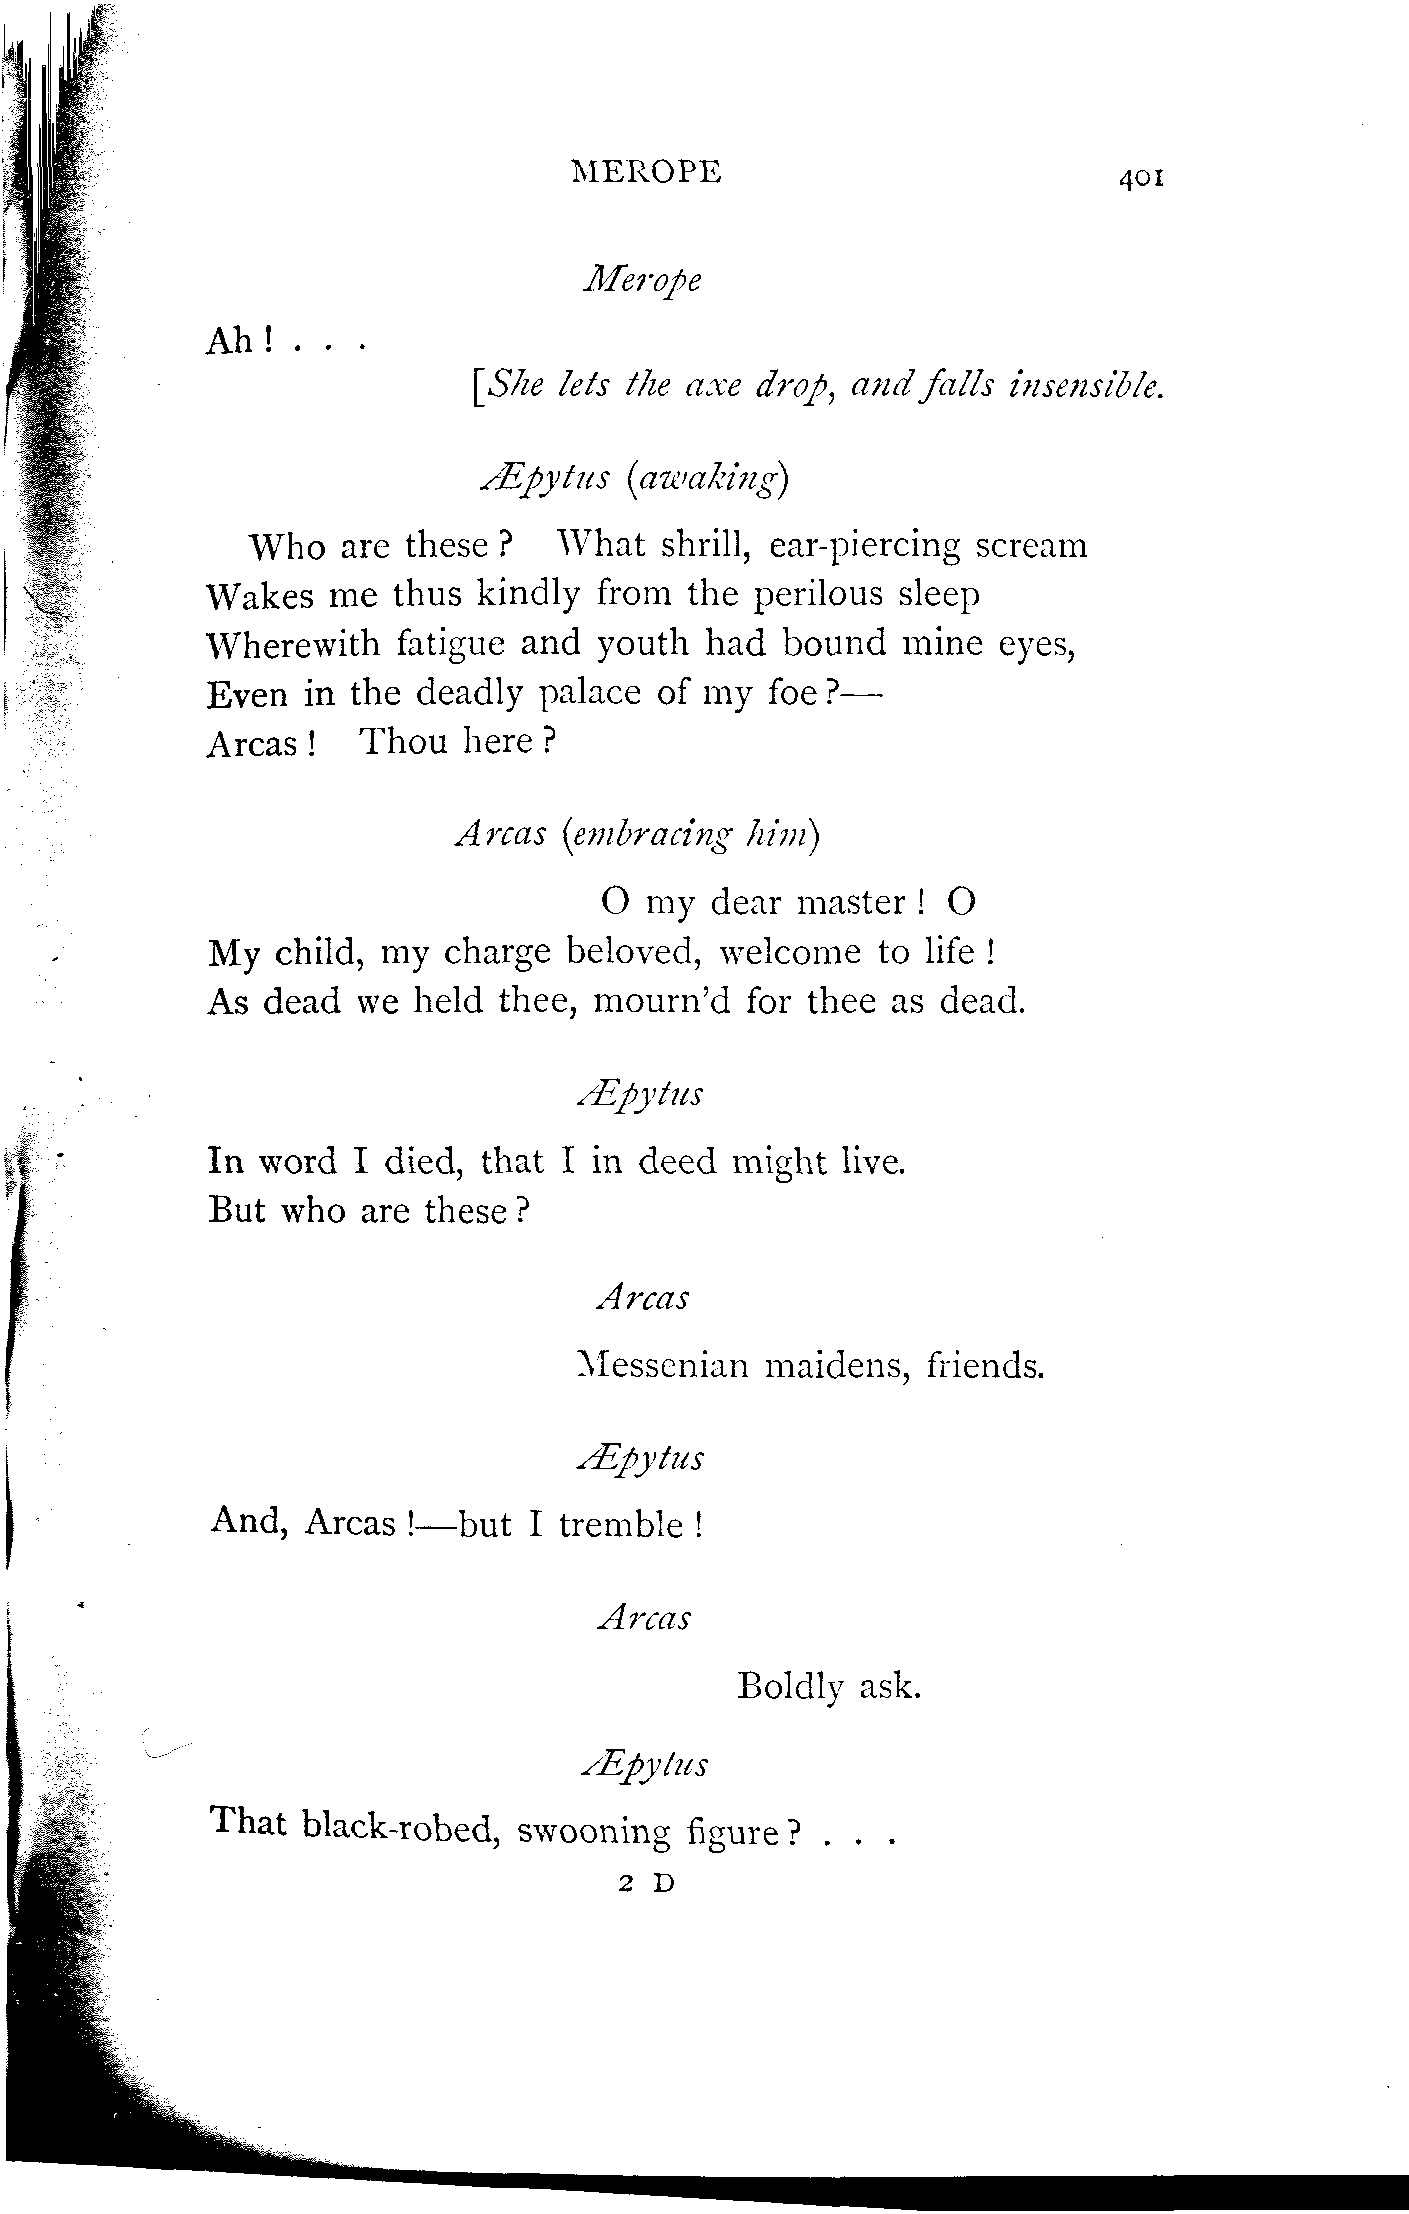 MEROPE 401
Merope
Ah ! . . .
[She lets the axe drop, and falls insensible.
Æpytus (awaking)
Who are these ? What shrill, ear-piercing scream
Wakes me thus kindly from the perilous sleep
Wherewith fatigue and youth had bound mine eyes,
Even in the deadly palace of my foe ?—
Arcas ! Thou here ?
Arcas (embracing him)
O my dear master ! O
My child, my charge beloved, welcome to life !
As dead we held thee, mourn'd for thee as dead.
Æpytus
In word I died, that I in deed might live.
But who are these ?
Arcas
Messenian maidens, friends.
Æpytus
And, Arcas !—but I tremble !
Arcas
Boldly ask.
Æpytus
That black-robed, swooning figure ? . . .
2 D